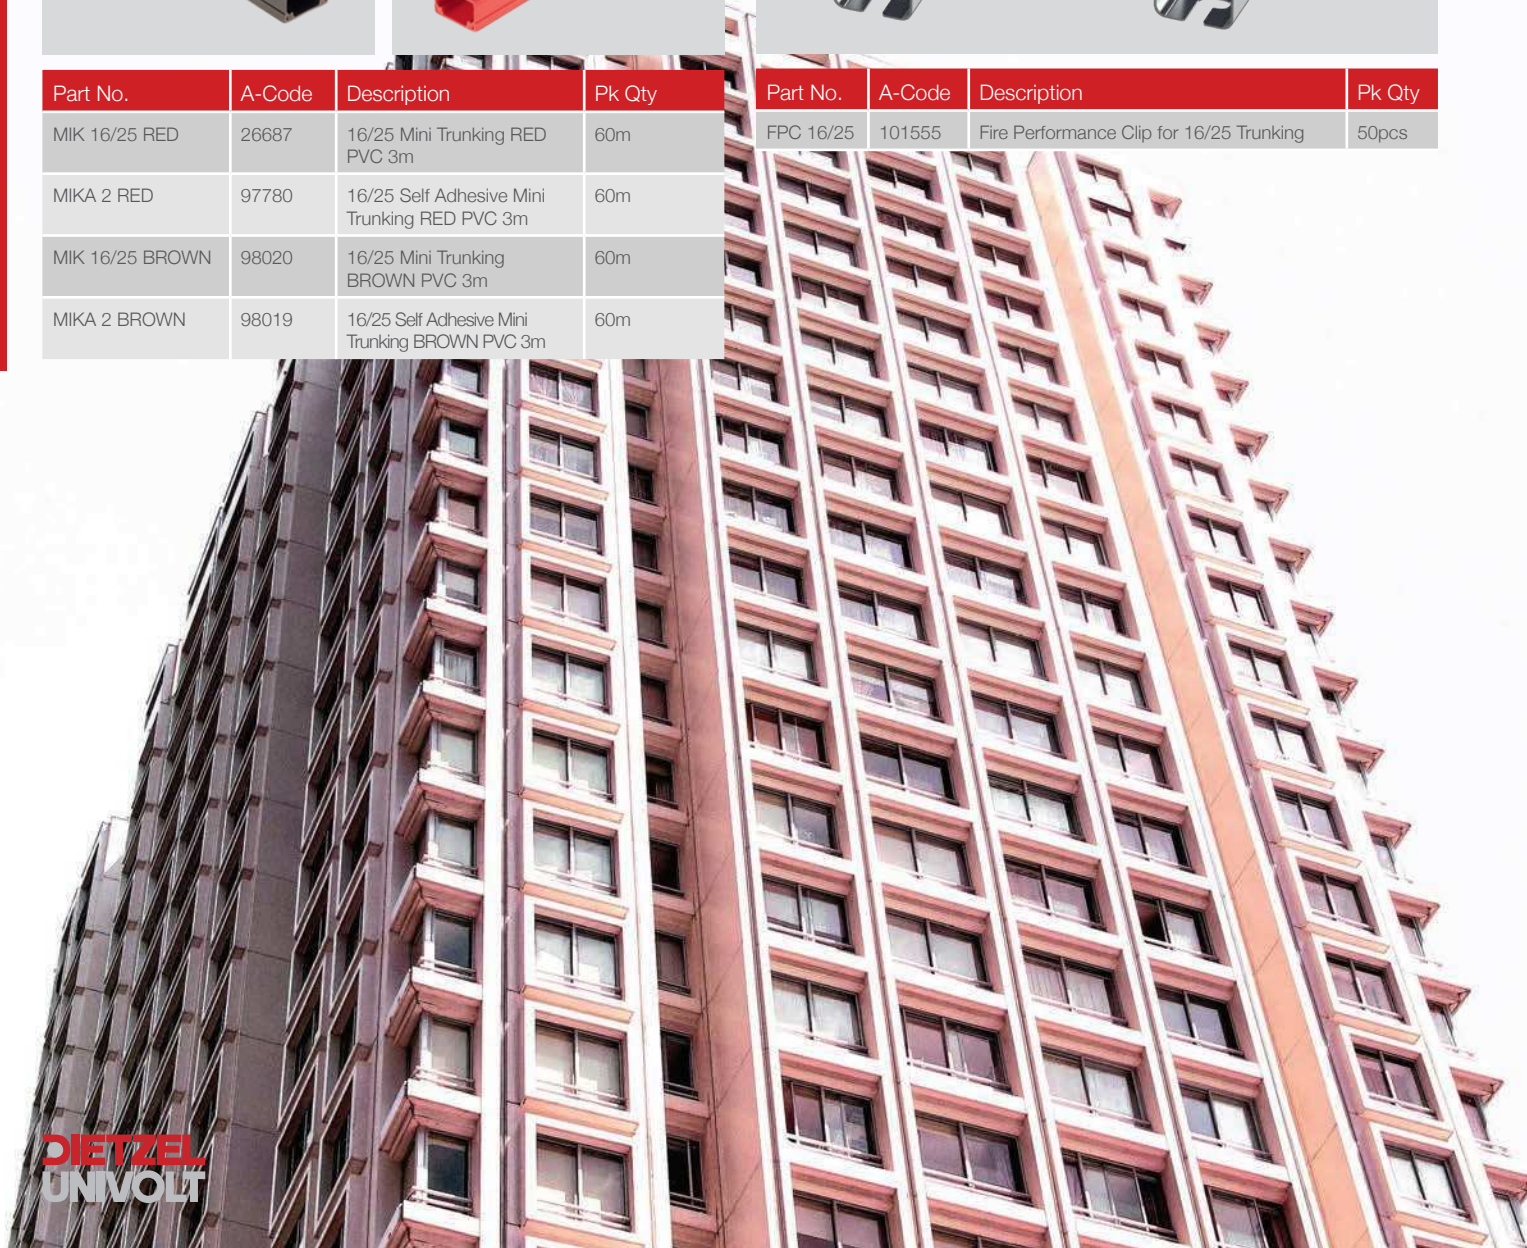 Part No. A-Code Description Pk Qty
MIK 16/25 RED 26687 16/25 Mini Trunking RED 60m
PVC 3m
MIKA 2 RED 97780 16/25 Self Adhesive Mini 60m
Trunking RED PVC 3m
MIK 16/25 BROWN 98020 16/25 Mini Trunking 60m
BROWN PVC 3m
MIKA 2 BROWN 98019 16/25 Self Adhesive Mini 60m
Trunking BROWN PVC 3m
Part No. A-Code Description Pk Qty
FPC 16/25 101555 Fire Performance Clip for 16/25 Trunking 50pcs
DIETZEL
UNIVOLT